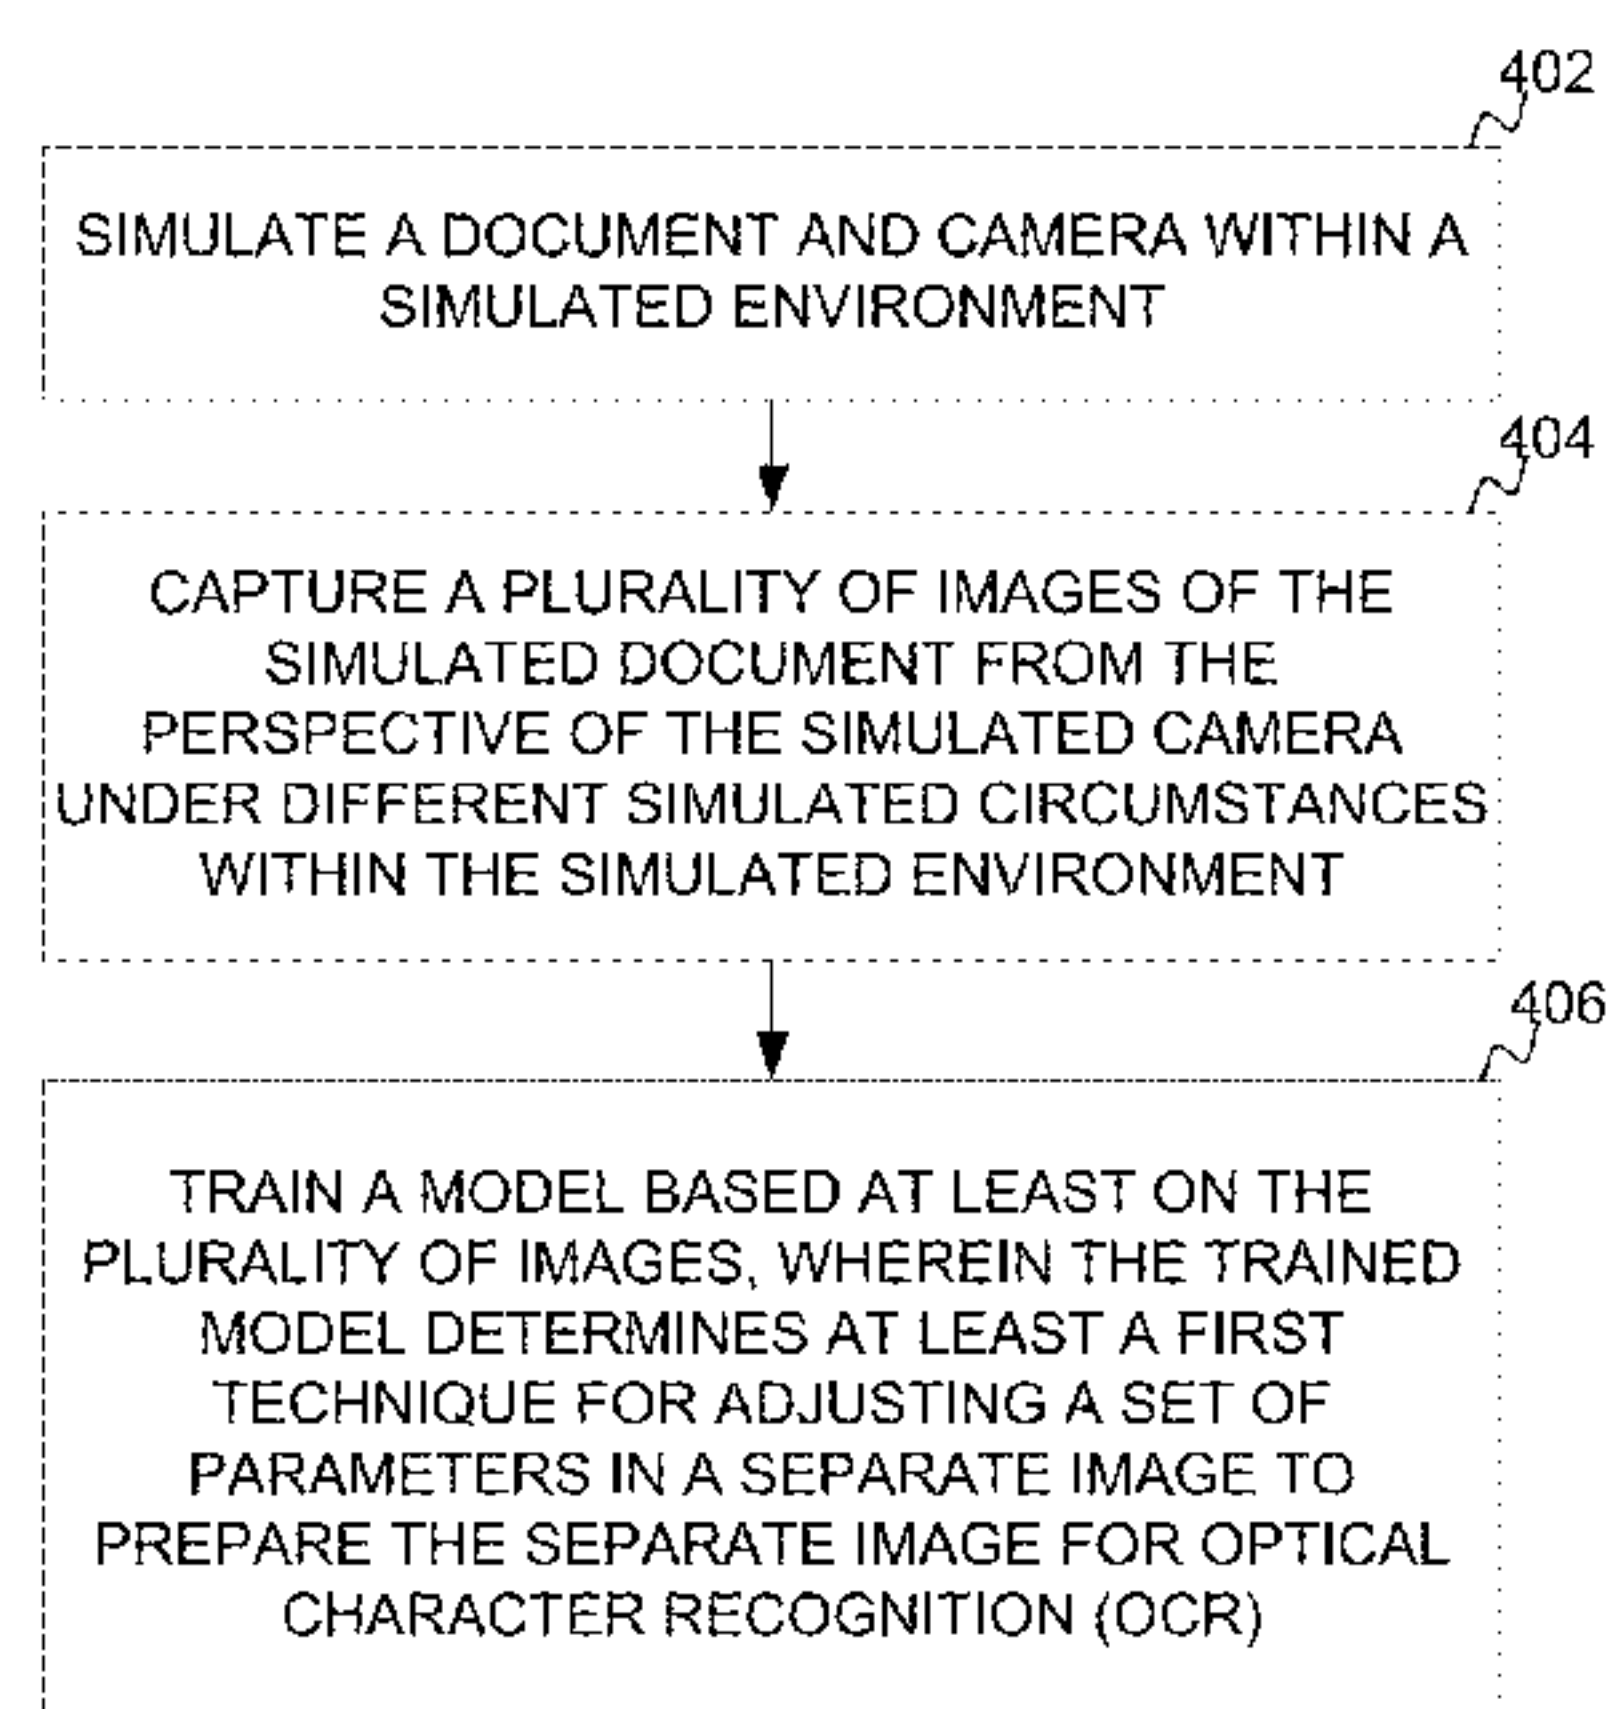 402
SIMULATE A DOCUMENT AND CAMERA WITHIN A
SIMULATED ENVIRONMENT
404
CAPTURE A PLURALITY OF IMAGES OF THE
SIMULATED DOCUMENT FROM THE
PERSPECTIVE OF THE SIMULATED CAMERA
UNDER DIFFERENT SIMULATED CIRCUMSTANCES
WITHIN THE SIMULATED ENVIRONMENT
406
TRAIN A MODEL BASED AT LEAST ON THE
PLURALITY OF IMAGES, WHEREIN THE TRAINED
MODEL DETERMINES AT LEAST A FIRST
TECHNIQUE FOR ADJUSTING A SET OF
PARAMETERS IN A SEPARATE IMAGE TO
PREPARE THE SEPARATE IMAGE FOR OPTICAL
CHARACTER RECOGNITION (OCR)